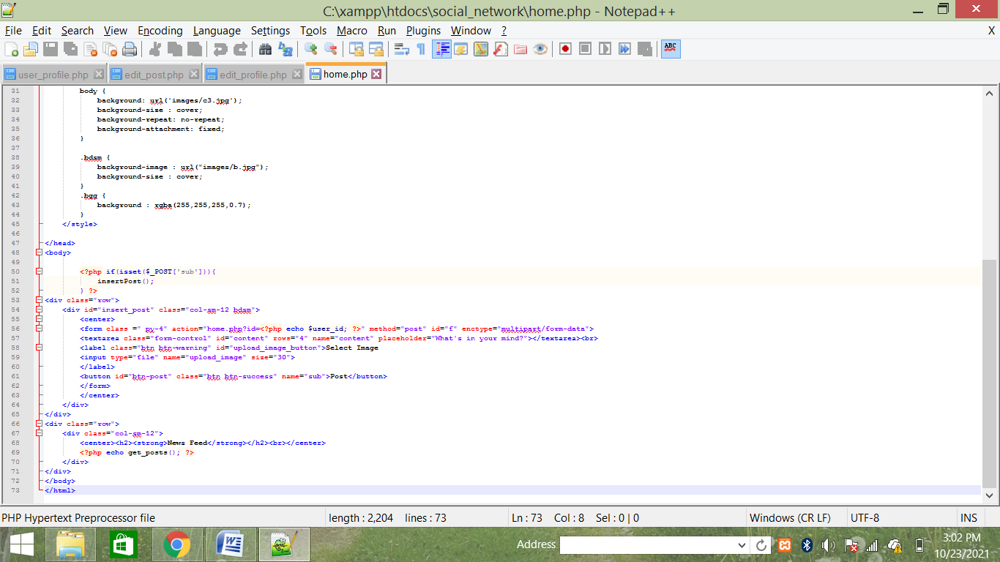 C:\xampp\htdocs\social_network\home.php - Notepad++
File Edit Search View Encoding Language Settings Tools Macro Run Plugins Window ? X
ABC
user_profile.php edit_post.php edit_profile.php home.php
31 body {
32 background: url('images/c3.jpg');
33 background-size : cover;
34 background-repeat: no-repeat;
35 background-attachment: fixed;
36 }
37
38 .bdsm {
39 background-image : url("images/b.jpg");
40 background-size : cover;
41 }
42 .bgg {
43 background : rgba(255,255,255,0.7);
44 }
45 </style>
46
47 </head>
48 <body>
49
50 <?php if(isset($_POST['sub'])){
51 insertPost();
52 } ?>
53 <div class="row">
54 <div id="insert_post" class="col-sm-12 bdsm">
55 <center>
56 <form class =" py-4" action="home.php?id=<?php echo $user_id; ?>" method="post" id="f" enctype="multipart/form-data">
57 <textarea class="form-control" id="content" rows="4" name="content" placeholder="What's in your mind?"></textarea><br>
58 <label class="btn btn-warning" id="upload_image_button">Select Image
59 <input type="file" name="upload_image" size="30">
60 </label>
61 <button id="btn-post" class="btn btn-success" name="sub">Post</button>
62 </form>
63 </center>
64 </div>
65 </div>
66 <div class="row">
67 <div class="col-sm-12">
68 <center><h2><strong>News Feed</strong></h2><br></center>
69 <?php echo get_posts(); ?>
70 </div>
71 </div>
72 </body>
73 </html>
PHP Hypertext Preprocessor file length : 2,204 lines : 73 Ln : 73 Col : 8 Sel : 0 | 0 Windows (CR LF) UTF-8 INS
Address
3:02 PM
10/23/2021